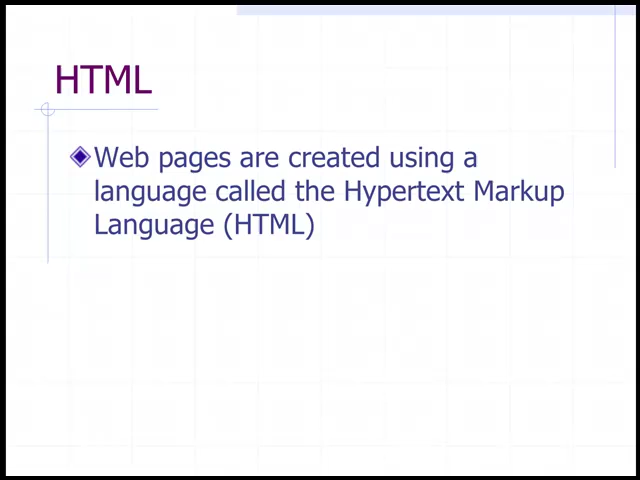 HTML
Web pages are created using a
language called the Hypertext Markup
Language (HTML)